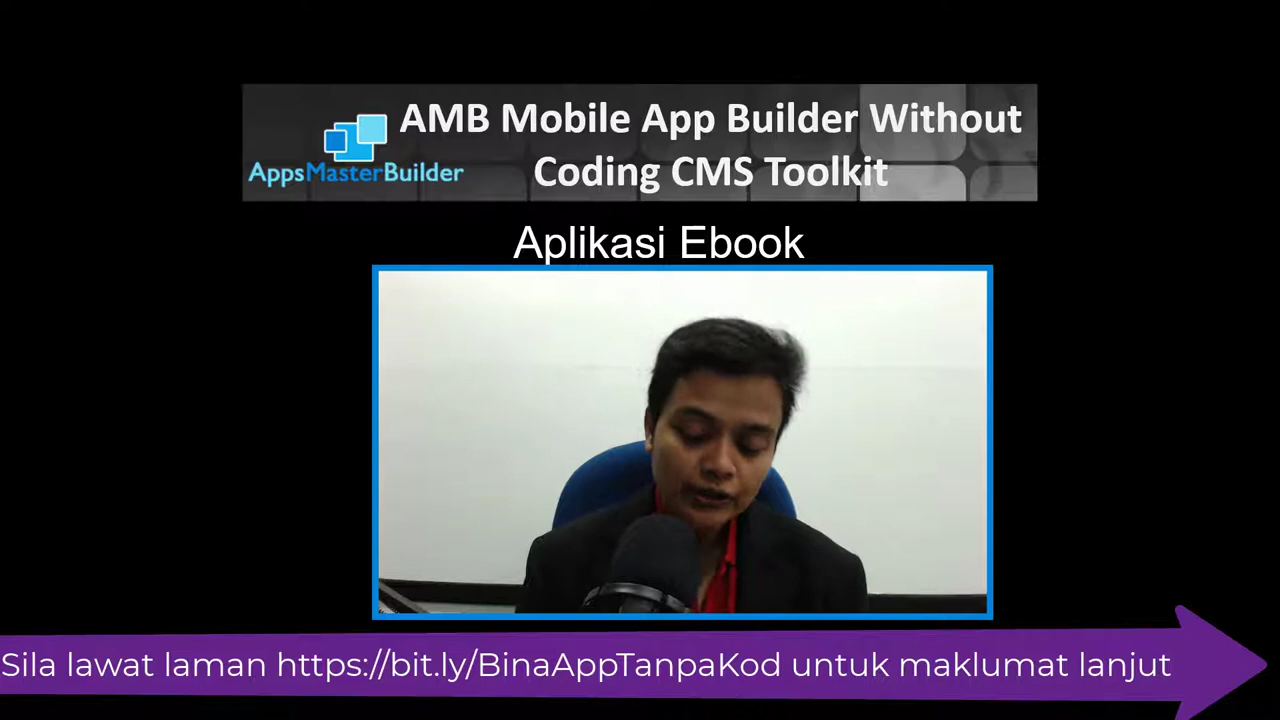 AMB Mobile App Builder Without
Coding CMS Toolkit
AppsMasterBuilder
Aplikasi Ebook
Sila lawat laman https://bit.ly/BinaAppTanpaKod untuk maklumat lanjut